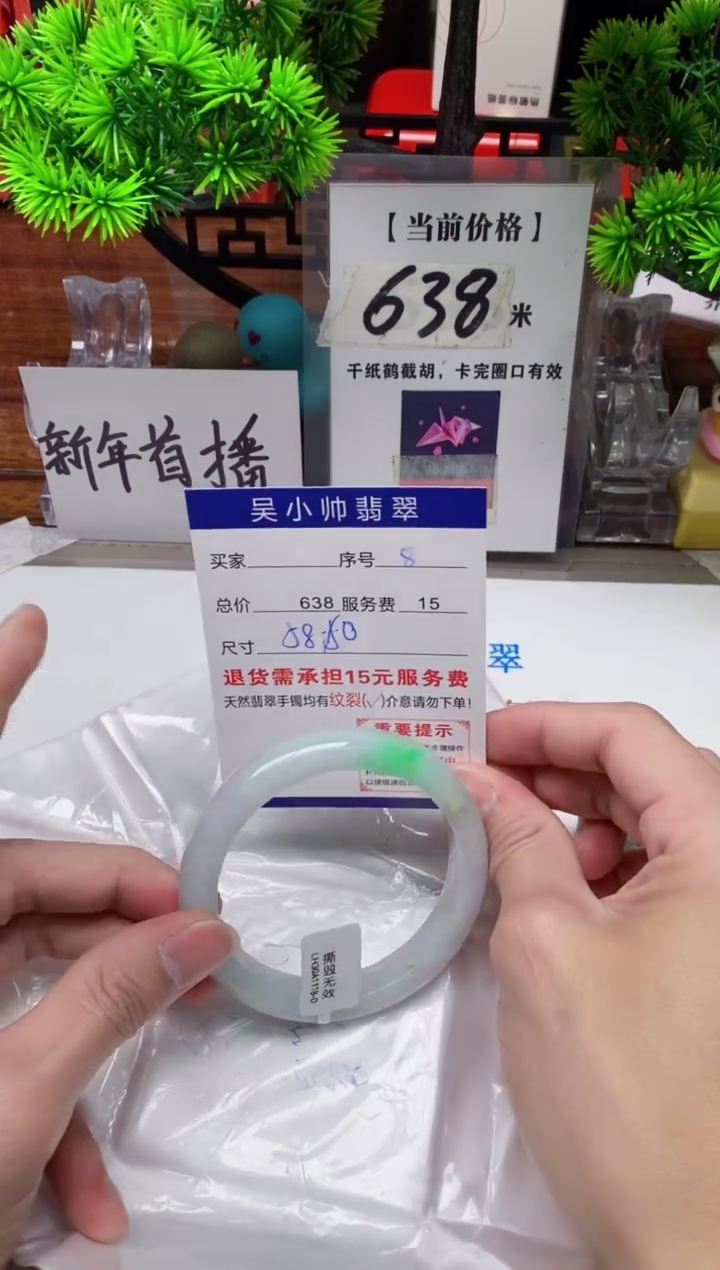 【当前价格】
638米
千纸鹤截胡，卡完圈口有效
新年首播
吴小帅翡翠
买家 序号 8
总价 638 服务费 15
尺寸 58.50
翠
退货需承担15元服务费
天然翡翠手镯均有纹裂(√)介意请勿下单！
重要提示
撕毁无效